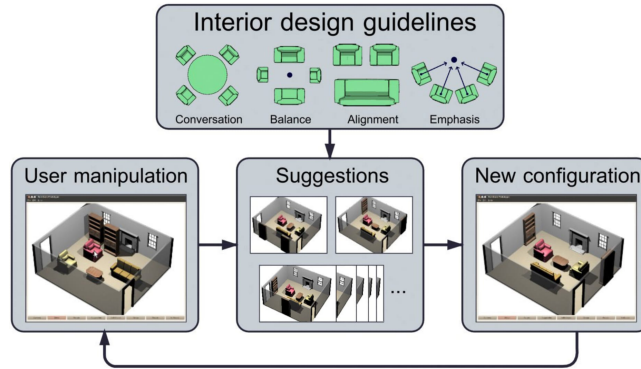 Interior design guidelines
Conversation
Balance
Alignment
Emphasis
User manipulation
Suggestions
New configuration
...